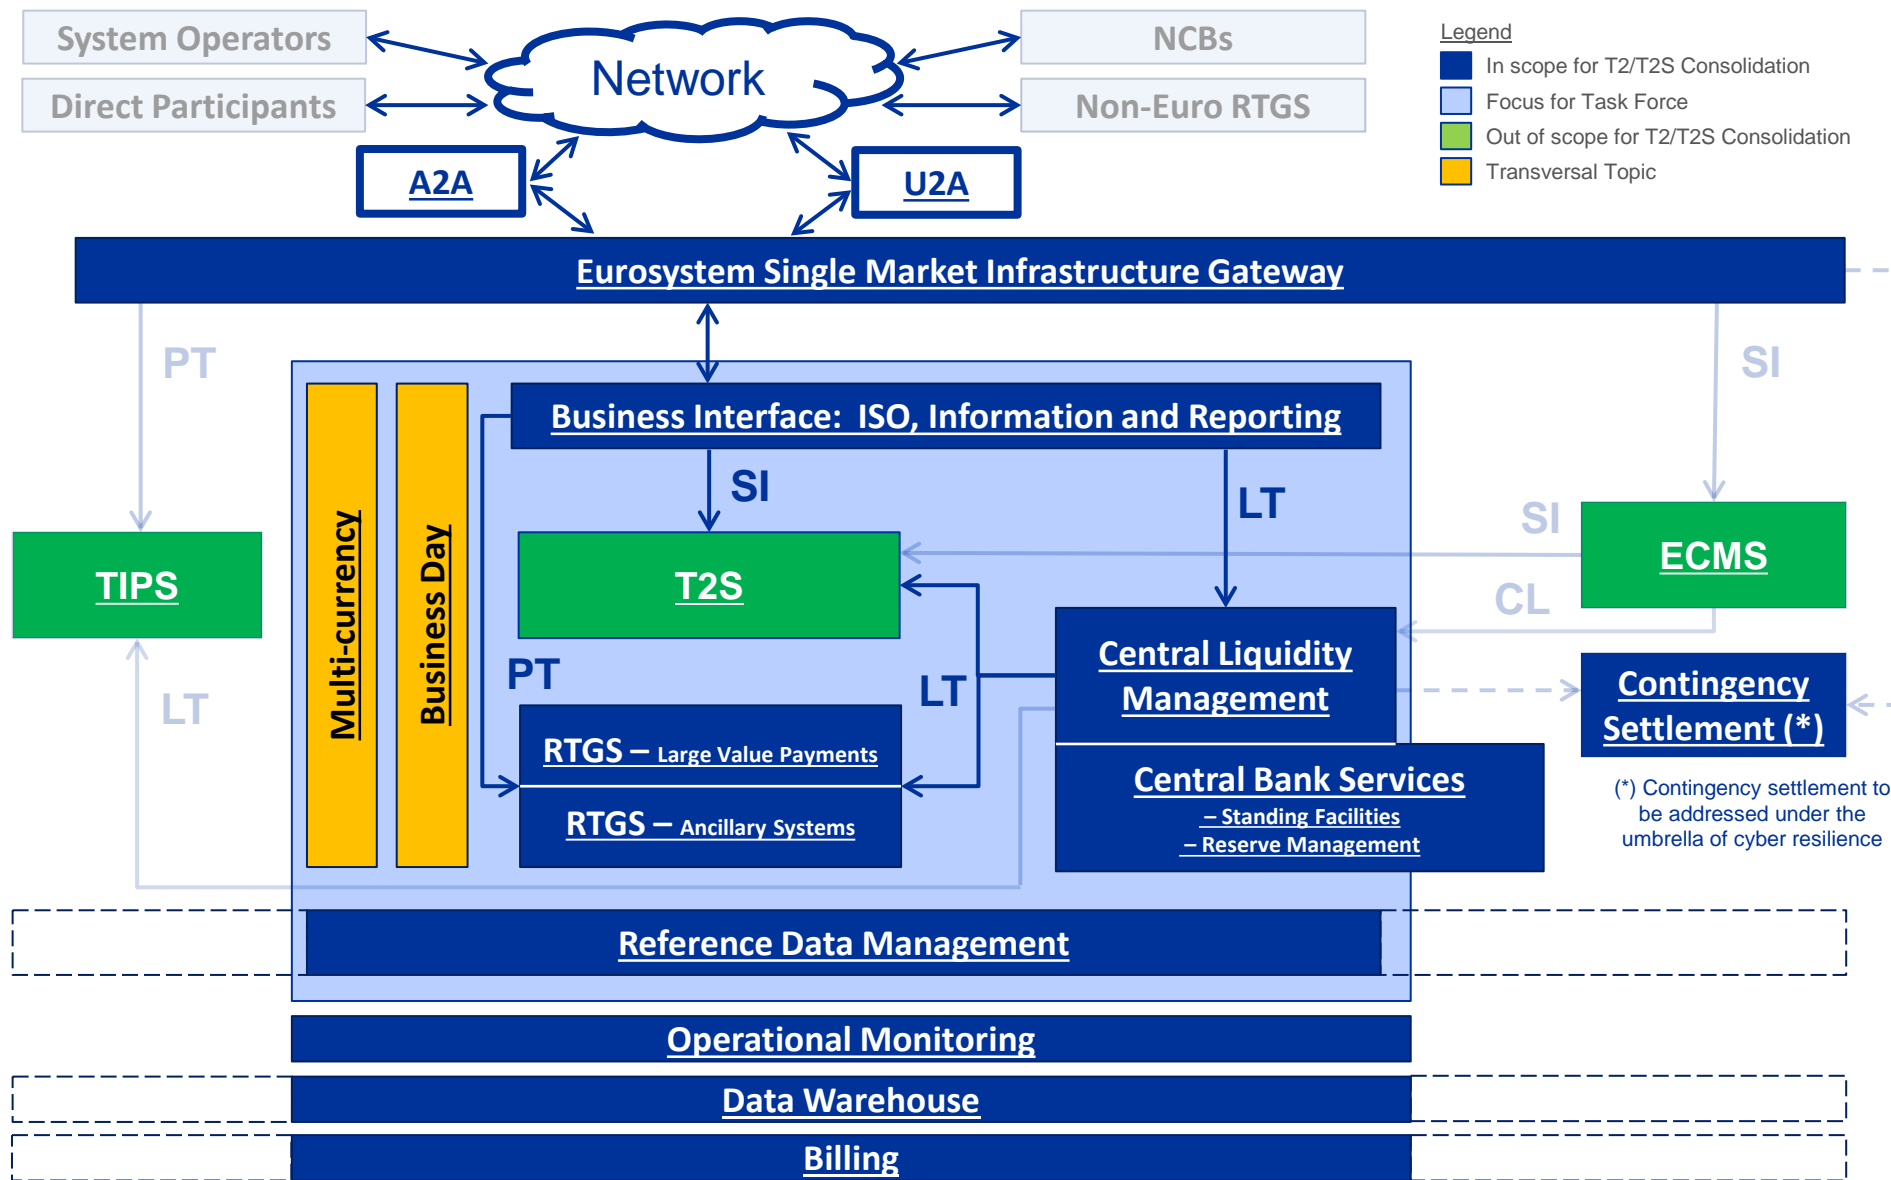 System Operators
Network
NCBs
Direct Participants
Non-Euro RTGS
A2A
U2A
Legend
In scope for T2/T2S Consolidation
Focus for Task Force
Out of scope for T2/T2S Consolidation
Transversal Topic
Eurosystem Single Market Infrastructure Gateway
PT
SI
Business Interface:  ISO, Information and Reporting
Multi-currency
Business Day
SI
LT
SI
TIPS
T2S
ECMS
CL
LT
PT
LT
Central Liquidity
Management
Contingency
Settlement (*)
RTGS – Large Value Payments
RTGS – Ancillary Systems
Central Bank Services
– Standing Facilities
– Reserve Management
(*) Contingency settlement to
be addressed under the
umbrella of cyber resilience
Reference Data Management
Operational Monitoring
Data Warehouse
Billing